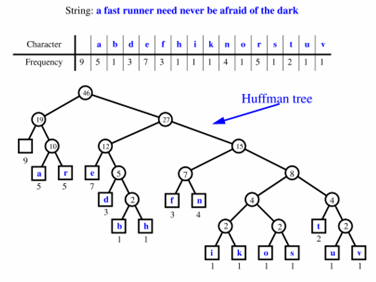 String: a fast runner need never be afraid of the dark
Character a b d e f h i k n o r s t u v
Frequency 9 5 1 3 7 3 1 1 1 4 1 5 1 2 1 1
Huffman tree
46
19 27
10 12 15
9
a r e 5 7 8
5 5 7
d 2 f n 4 4
3 3 4
b h 2 2 t 2
1 1 2
i k o s u v
1 1 1 1 1 1